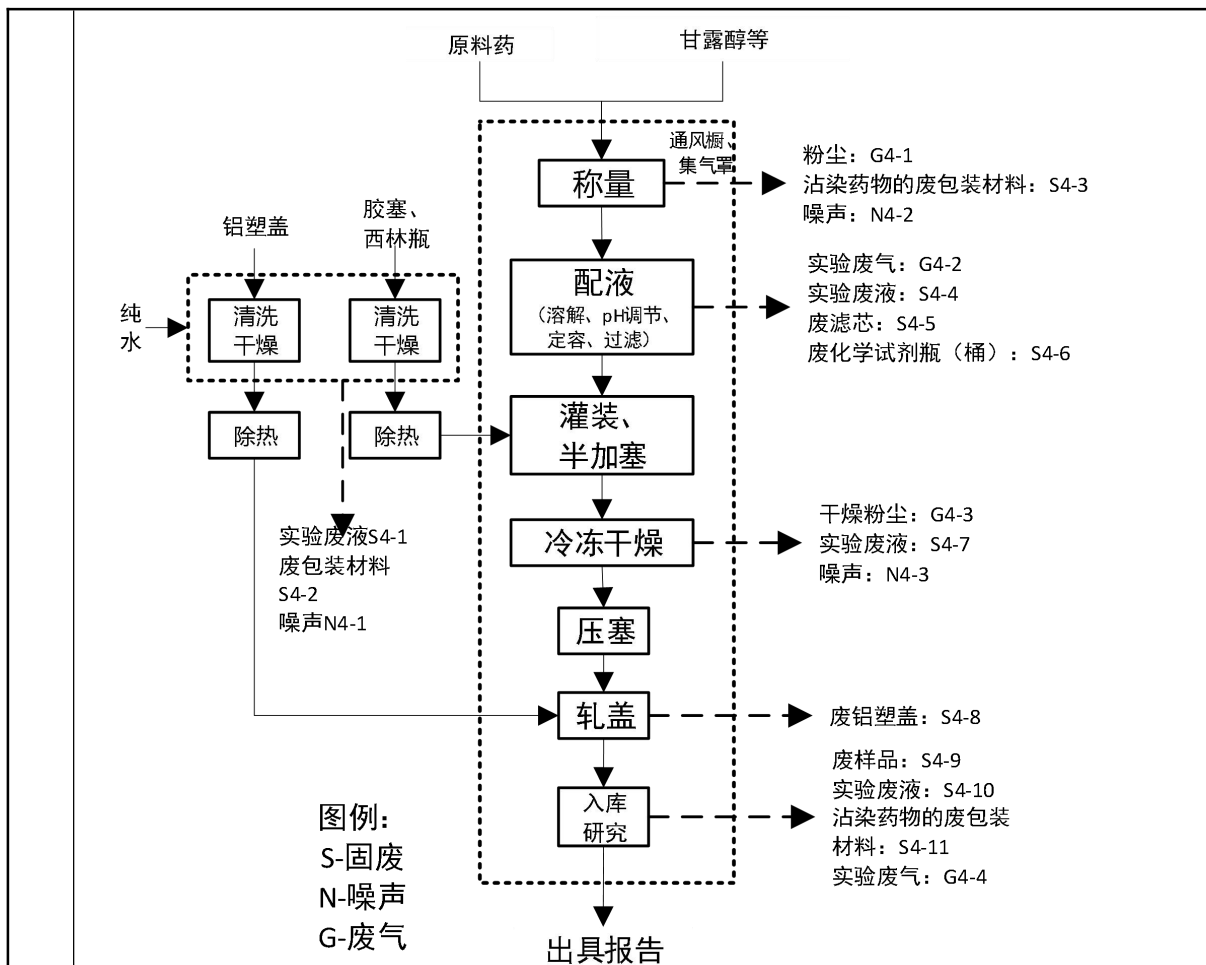 原料药
甘露醇等
通风橱、
集气罩
称量
粉尘：G4-1
沾染药物的废包装材料：S4-3
噪声：N4-2
铝塑盖
胶塞、
西林瓶
纯
水
清洗
干燥
清洗
干燥
配液
（溶解、pH调节、
定容、过滤）
实验废气：G4-2
实验废液：S4-4
废滤芯：S4-5
废化学试剂瓶（桶）：S4-6
除热
除热
灌装、
半加塞
实验废液S4-1
废包装材料
S4-2
噪声N4-1
冷冻干燥
干燥粉尘：G4-3
实验废液：S4-7
噪声：N4-3
压塞
轧盖
废铝塑盖：S4-8
入库
研究
废样品：S4-9
实验废液：S4-10
沾染药物的废包装
材料：S4-11
实验废气：G4-4
图例：
S-固废
N-噪声
G-废气
出具报告